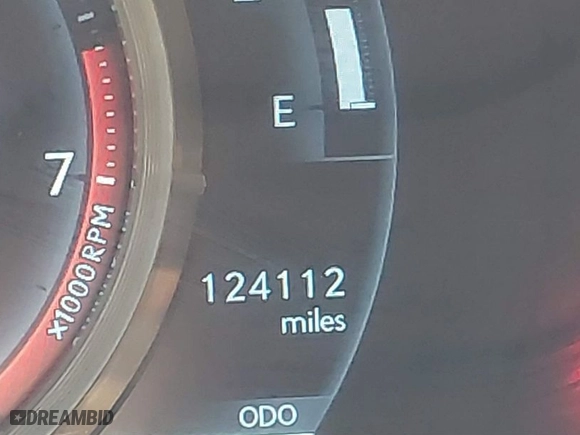 E
7
x1000RPM
124112
miles
ODO
DREAMBID